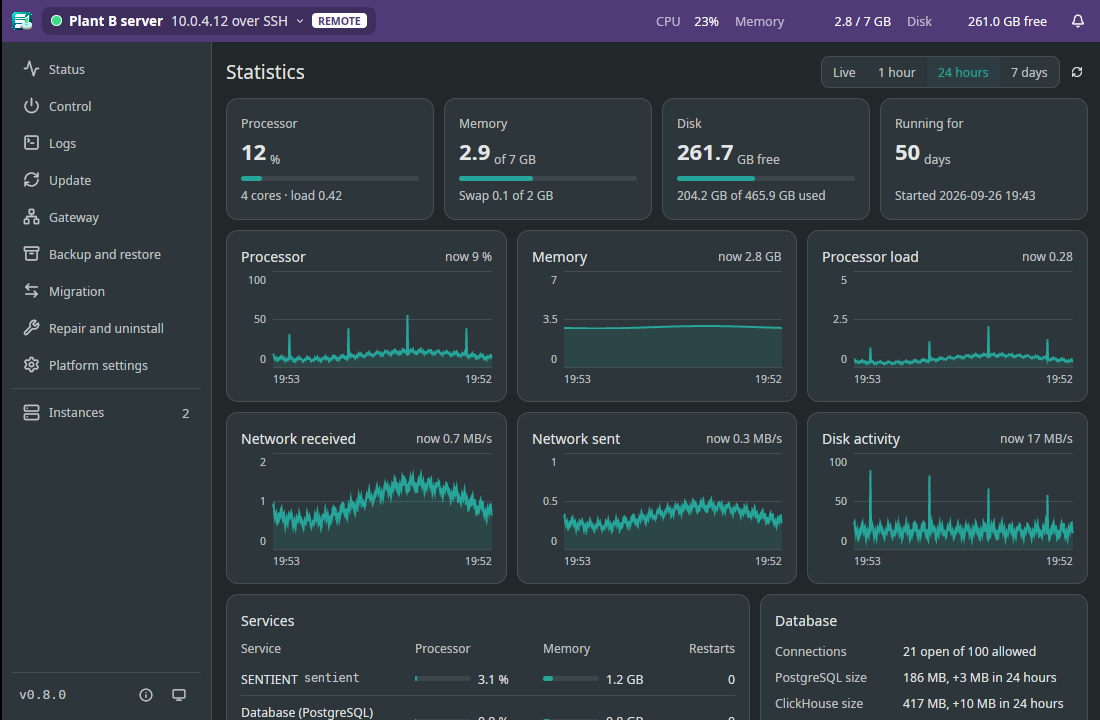 Plant B server 10.0.4.12 over SSH REMOTE CPU 23% Memory 2.8 / 7 GB Disk 261.0 GB free
Status
Control
Logs
Update
Gateway
Backup and restore
Migration
Repair and uninstall
Platform settings
Instances 2
v0.8.0
Statistics
Live 1 hour 24 hours 7 days
Processor
12 %
4 cores · load 0.42
Memory
2.9 of 7 GB
Swap 0.1 of 2 GB
Disk
261.7 GB free
204.2 GB of 465.9 GB used
Running for
50 days
Started 2026-09-26 19:43
Processor now 9 %
100
50
0
19:53 19:52
Memory now 2.8 GB
7
3.5
0
19:53 19:52
Processor load now 0.28
5
2.5
0
19:53 19:52
Network received now 0.7 MB/s
2
1
0
19:53 19:52
Network sent now 0.3 MB/s
1
0.5
0
19:53 19:52
Disk activity now 17 MB/s
100
50
0
19:53 19:52
Services
Service Processor Memory Restarts
SENTIENT sentient 3.1 % 1.2 GB 0
Database (PostgreSQL)
Database
Connections 21 open of 100 allowed
PostgreSQL size 186 MB, +3 MB in 24 hours
ClickHouse size 417 MB, +10 MB in 24 hours